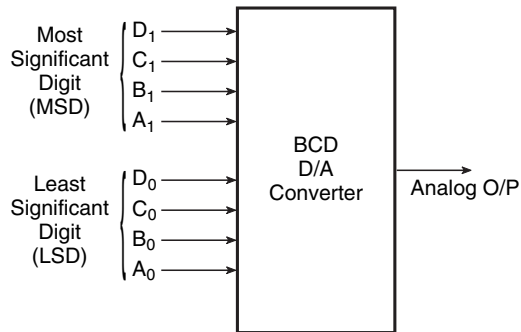 Most
Significant
Digit
(MSD)
D1
C1
B1
A1
Least
Significant
Digit
(LSD)
D0
C0
B0
A0
BCD
D/A
Converter
Analog O/P